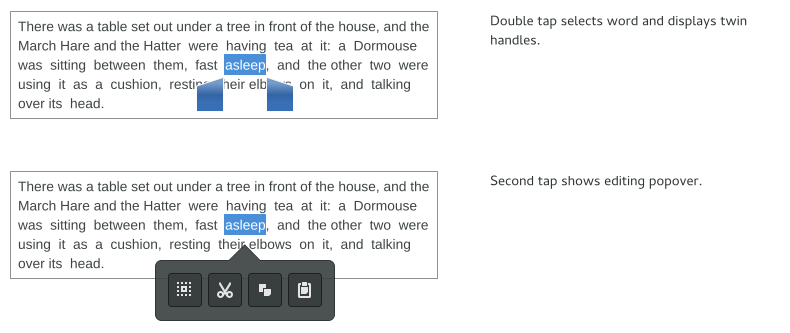 There was a table set out under a tree in front of the house, and the
March Hare and the Hatter were having tea at it: a Dormouse
was sitting between them, fast asleep, and the other two were
using it as a cushion, resting their elbows on it, and talking
over its head.
Double tap selects word and displays twin
handles.
There was a table set out under a tree in front of the house, and the
March Hare and the Hatter were having tea at it: a Dormouse
was sitting between them, fast asleep, and the other two were
using it as a cushion, resting their elbows on it, and talking
over its head.
Second tap shows editing popover.